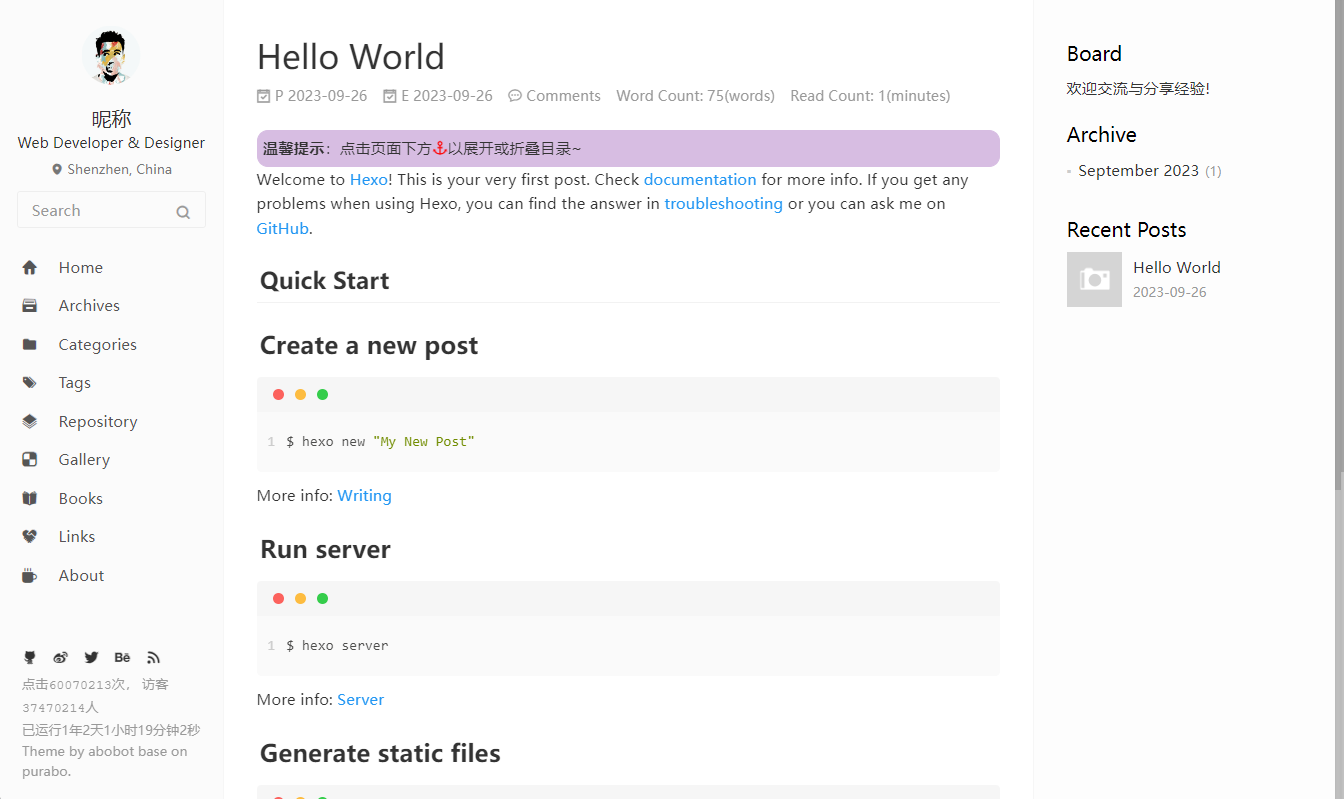 昵称
Web Developer & Designer
Shenzhen, China
Search
Home
Archives
Categories
Tags
Repository
Gallery
Books
Links
About
Bē
点击60070213次， 访客
37470214人
已运行1年2天1小时19分钟2秒
Theme by abobot base on
purabo.
Hello World
P 2023-09-26 E 2023-09-26 Comments Word Count: 75(words) Read Count: 1(minutes)
温馨提示：点击页面下方以展开或折叠目录~
Welcome to Hexo! This is your very first post. Check documentation for more info. If you get any
problems when using Hexo, you can find the answer in troubleshooting or you can ask me on
GitHub.
Quick Start
Create a new post
1 $ hexo new "My New Post"
More info: Writing
Run server
1 $ hexo server
More info: Server
Generate static files
Board
欢迎交流与分享经验!
Archive
September 2023 (1)
Recent Posts
Hello World
2023-09-26